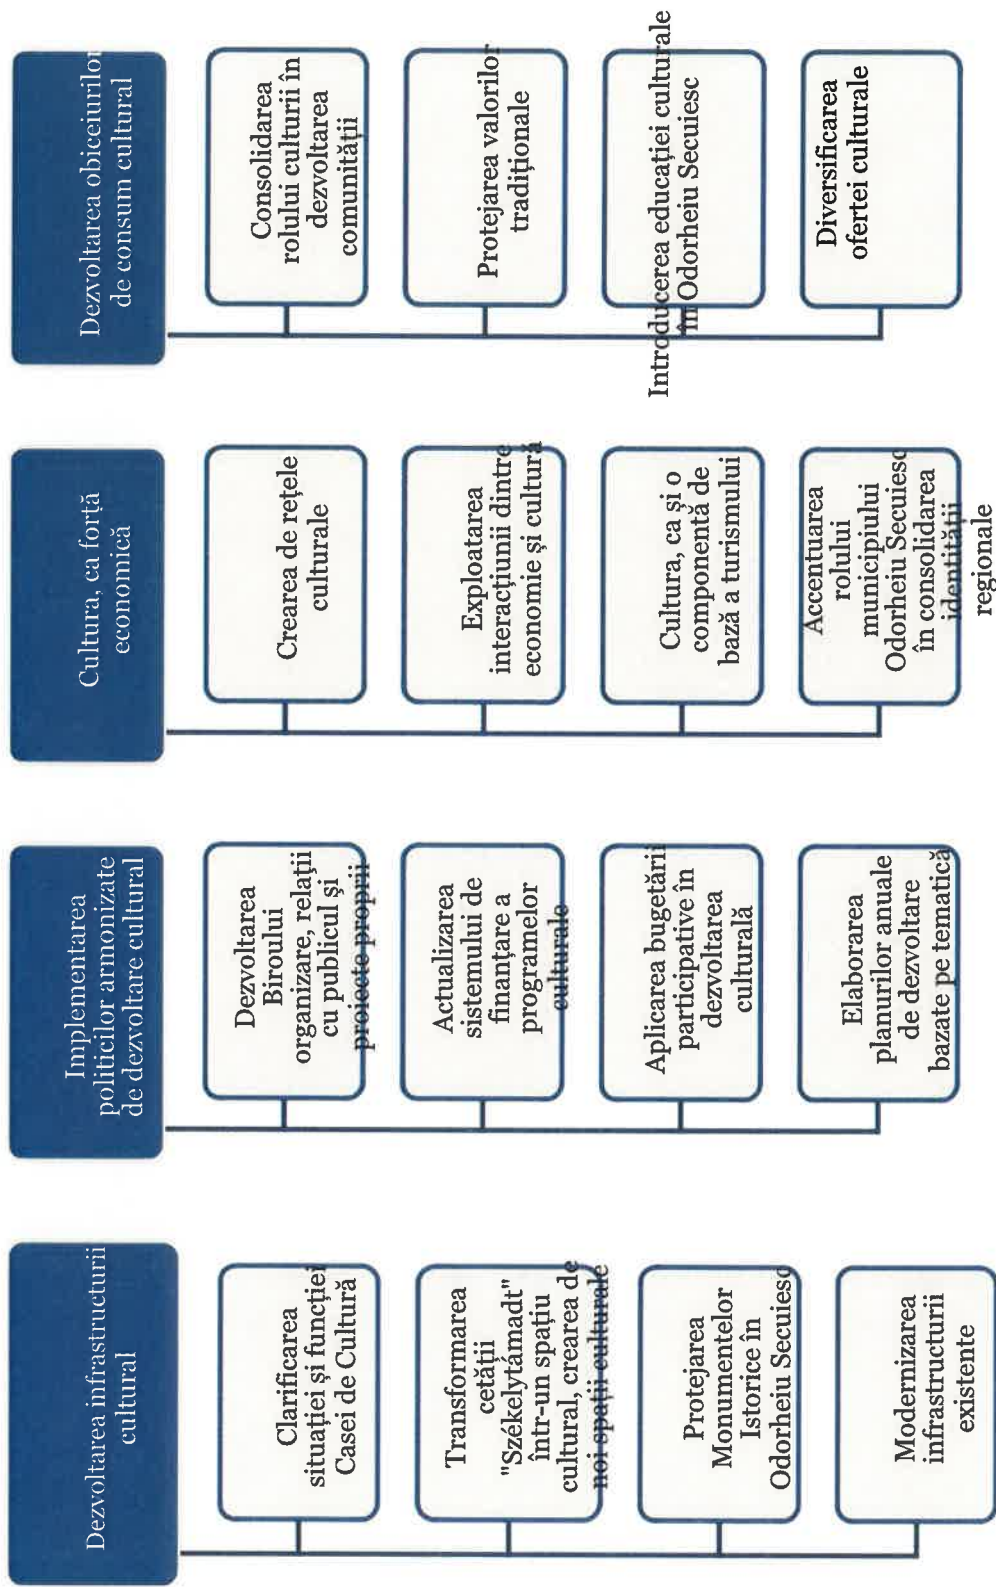 Dezvoltarea infrastructurii
cultural
Clarificarea
situației și funcției
Casei de Cultură
Transformarea
cetății
"Székelytámadt"
într-un spațiu
cultural, crearea de
noi spații culturale
Protejarea
Monumentelor
Istorice în
Odorheiu Secuiesc
Modernizarea
infrastructurii
existente
Implementarea
politicilor armonizate
de dezvoltare cultural
Dezvoltarea
Biroului
organizare, relații
cu publicul și
proiecte proprii
Actualizarea
sistemului de
finanțare a
programelor
culturale
Aplicarea bugetării
participative în
dezvoltarea
culturală
Elaborarea
planurilor anuale
de dezvoltare
bazate pe tematică
Cultura, ca forță
economică
Crearea de rețele
culturale
Exploatarea
interacțiunii dintre
economie și cultură
Cultura, ca și o
componentă de
bază a turismului
Accentuarea
rolului
municipiului
Odorheiu Secuiesc
în consolidarea
identității
regionale
Dezvoltarea obiceiurilor
de consum cultural
Consolidarea
rolului culturii în
dezvoltarea
comunității
Protejarea valorilor
tradiționale
Introducerea educației culturale
în Odorheiu Secuiesc
Diversificarea
ofertei culturale